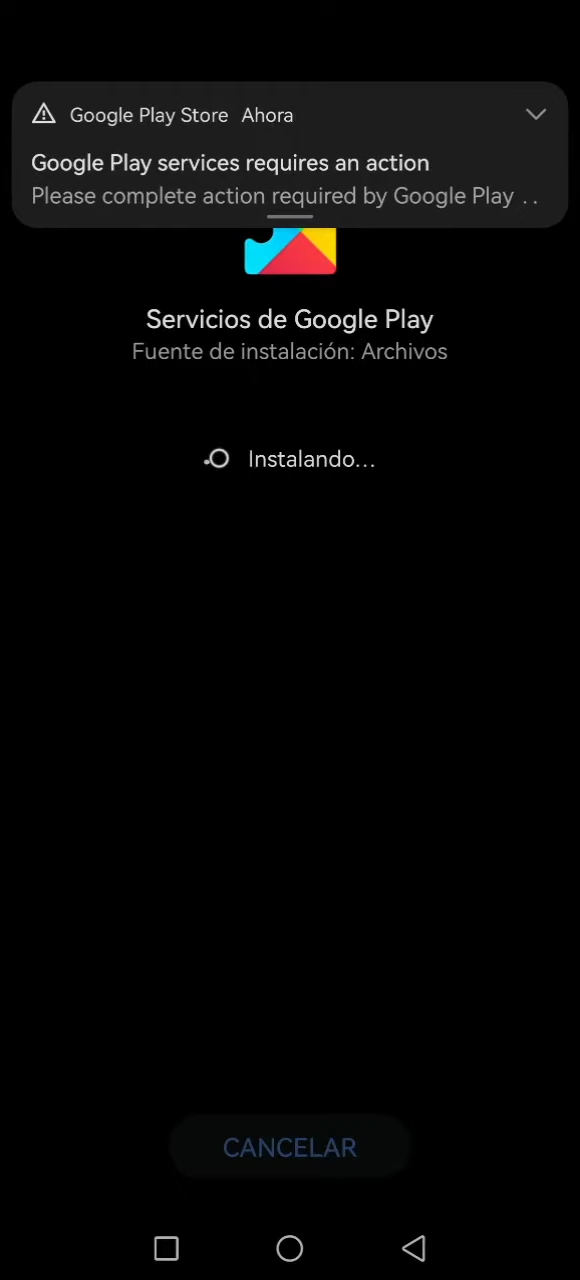 Google Play Store Ahora
Google Play services requires an action
Please complete action required by Google Play . .
Servicios de Google Play
Fuente de instalación: Archivos
Instalando...
CANCELAR